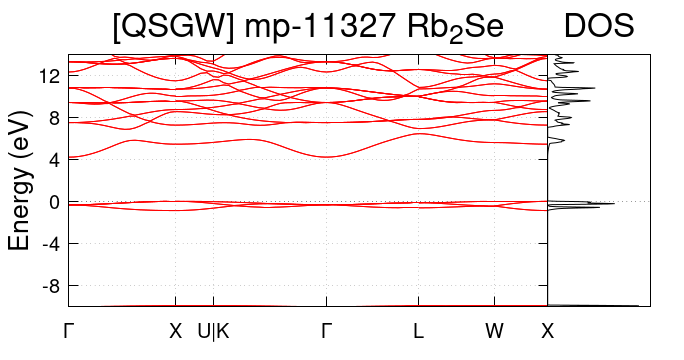 [QSGW] mp-11327 Rb₂Se DOS
Energy (eV)
12
8
4
0
-4
-8
Γ X U|K Γ L W X